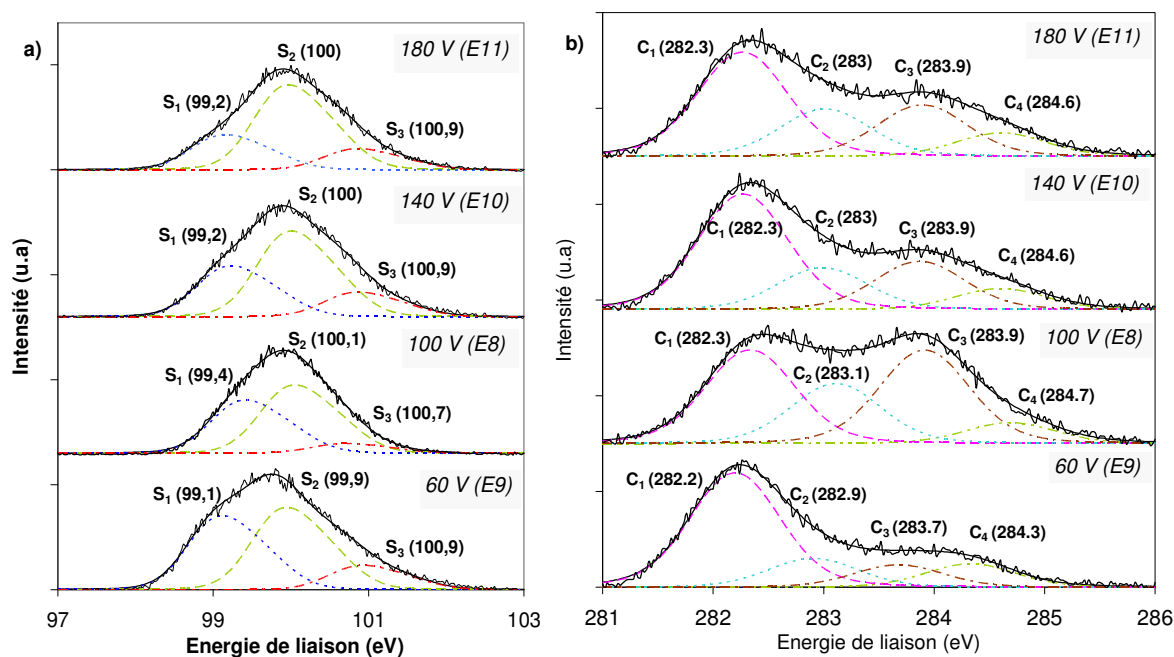 a)
180 V (E11)
S₂ (100)
S₁ (99,2)
S₃ (100,9)
140 V (E10)
S₂ (100)
S₁ (99,2)
S₃ (100,9)
100 V (E8)
S₂ (100,1)
S₁ (99,4)
S₃ (100,7)
60 V (E9)
S₁ (99,1)
S₂ (99,9)
S₃ (100,9)
Intensité (u.a)
97 99 101 103
Energie de liaison (eV)
b)
180 V (E11)
C₁ (282.3)
C₂ (283)
C₃ (283.9)
C₄ (284.6)
140 V (E10)
C₁ (282.3)
C₂ (283)
C₃ (283.9)
C₄ (284.6)
100 V (E8)
C₁ (282.3)
C₂ (283.1)
C₃ (283.9)
C₄ (284.7)
60 V (E9)
C₁ (282.2)
C₂ (282.9)
C₃ (283.7)
C₄ (284.3)
Intensité (u.a)
281 282 283 284 285 286
Energie de liaison (eV)